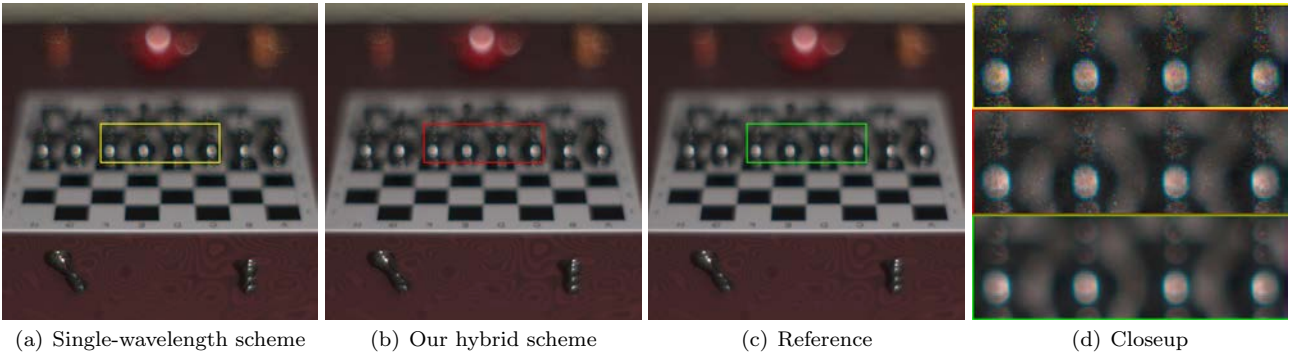 (a) Single-wavelength scheme
(b) Our hybrid scheme
(c) Reference
(d) Closeup